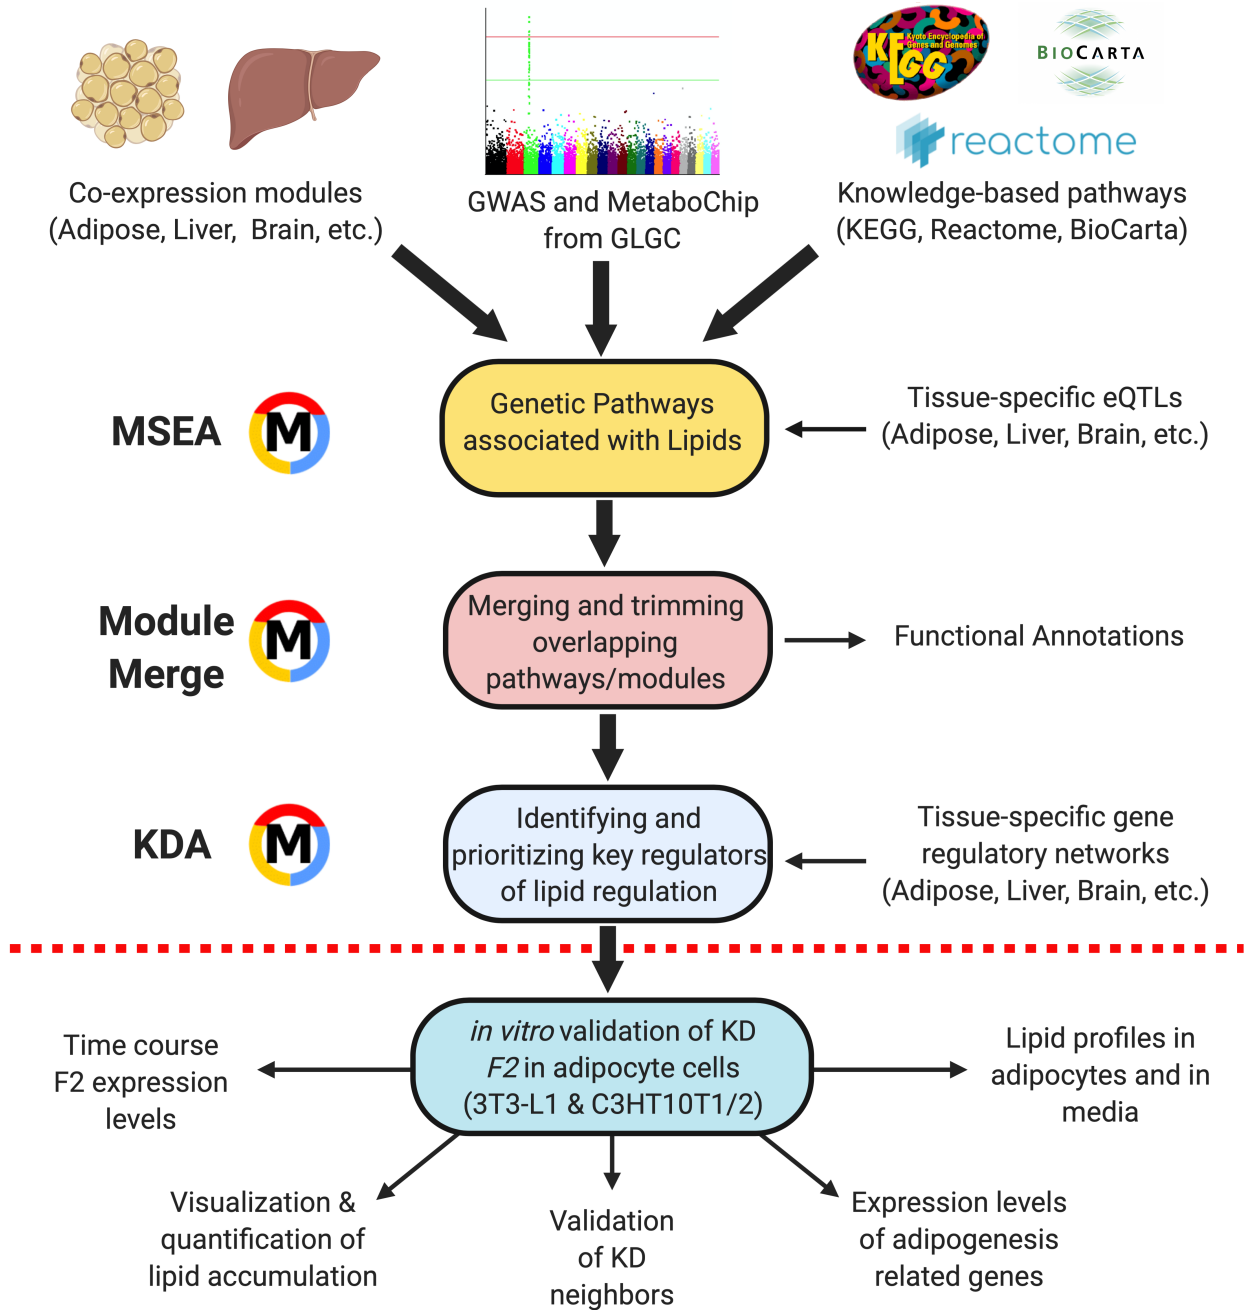 KEGG
Kyoto Encyclopedia of
Genes and Genomes
BIOCARTA
reactome
Co-expression modules
(Adipose, Liver, Brain, etc.)
GWAS and MetaboChip
from GLGC
Knowledge-based pathways
(KEGG, Reactome, BioCarta)
MSEA
M
Genetic Pathways
associated with Lipids
Tissue-specific eQTLs
(Adipose, Liver, Brain, etc.)
Module
Merge
M
Merging and trimming
overlapping
pathways/modules
Functional Annotations
KDA
M
Identifying and
prioritizing key regulators
of lipid regulation
Tissue-specific gene
regulatory networks
(Adipose, Liver, Brain, etc.)
in vitro validation of KD
F2 in adipocyte cells
(3T3-L1 & C3HT10T1/2)
Time course
F2 expression
levels
Lipid profiles in
adipocytes and in
media
Visualization &
quantification of
lipid accumulation
Validation
of KD
neighbors
Expression levels
of adipogenesis
related genes